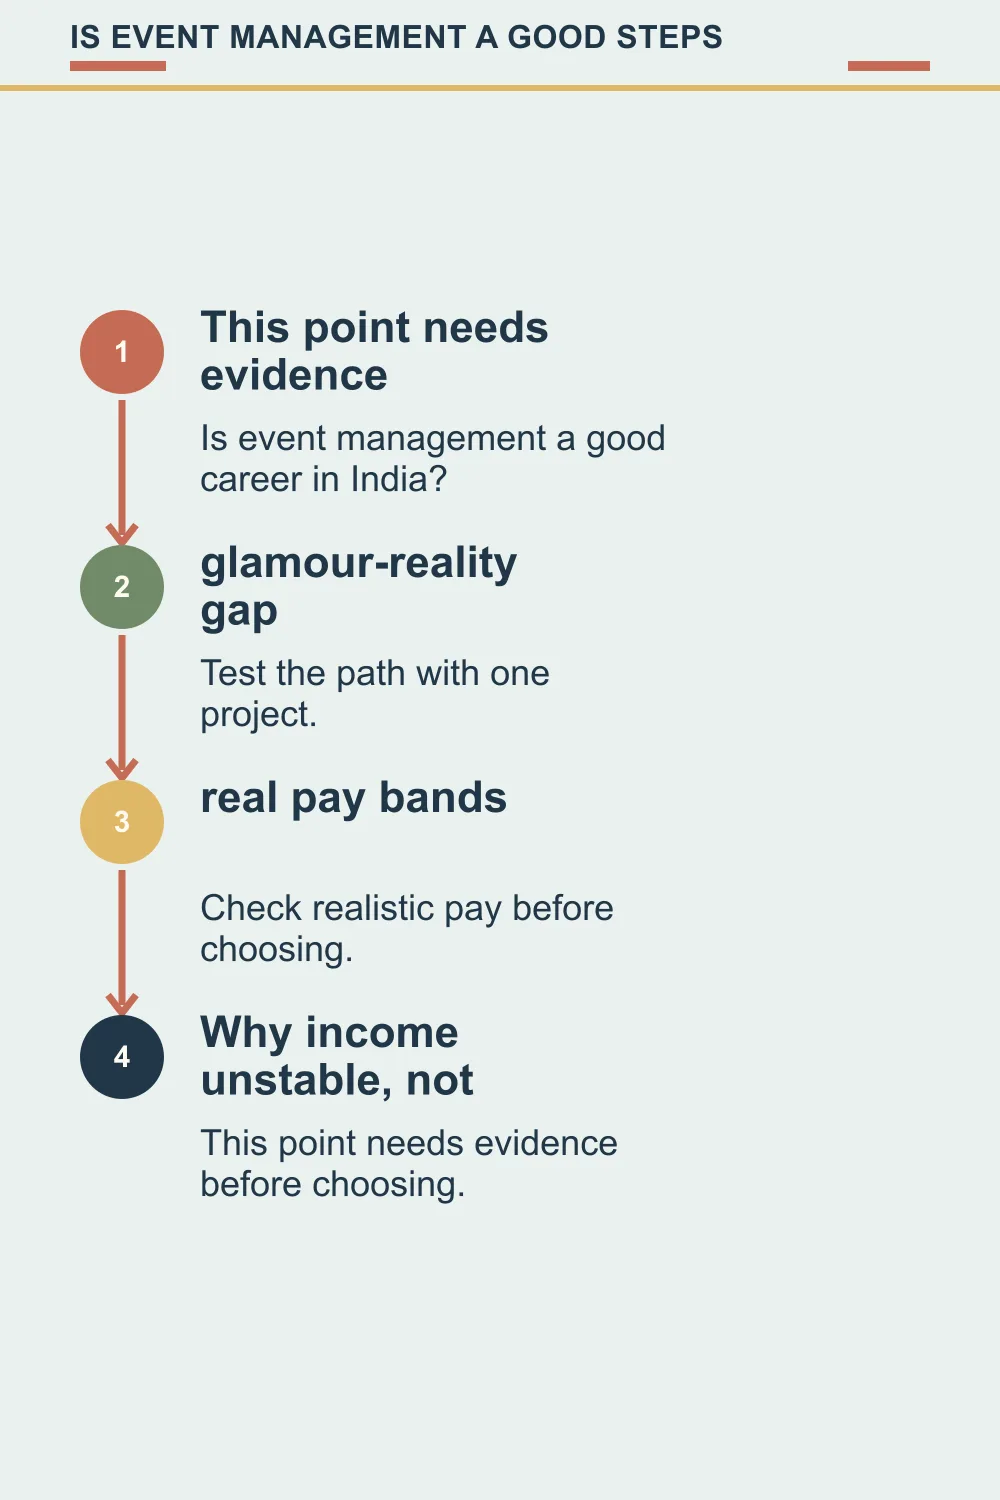 IS EVENT MANAGEMENT A GOOD STEPS
1
This point needs
evidence
Is event management a good
career in India?
2
glamour-reality
gap
Test the path with one
project.
3
real pay bands
Check realistic pay before
choosing.
4
Why income
unstable, not
This point needs evidence
before choosing.